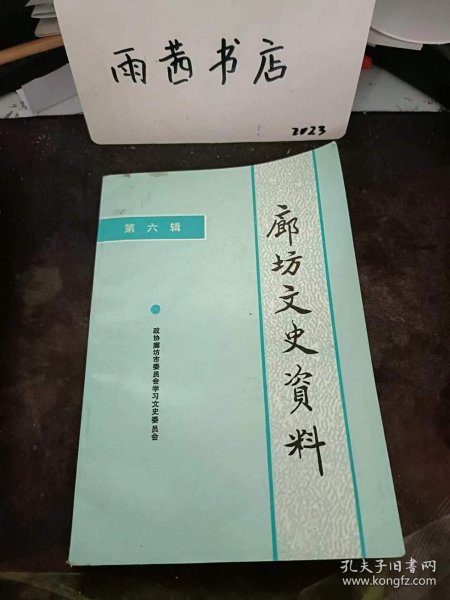 雨茜书店
2023
第六辑
廊坊文史資料
政协廊坊市委员会学习文史委员会
孔夫子旧书网
www.kongfz.com